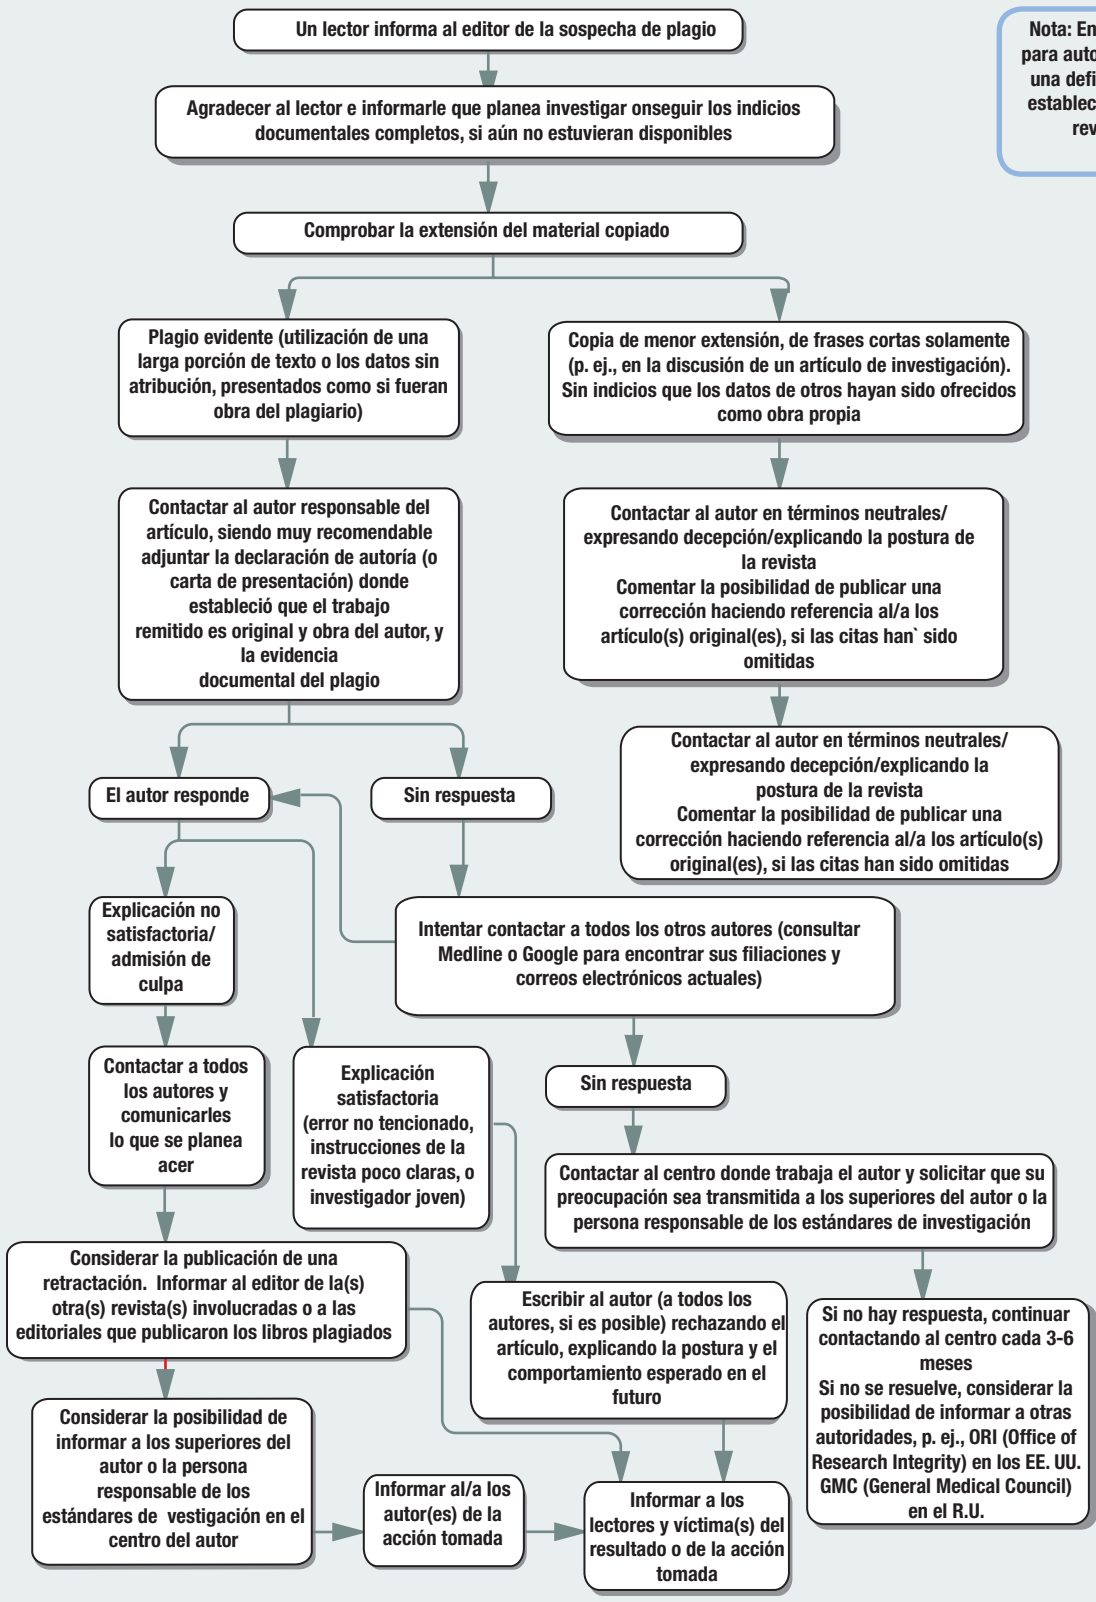 Un lector informa al editor de la sospecha de plagio
Nota: En
para auto
una defi
establec
rev
Agradecer al lector e informarle que planea investigar onseguir los indicios
documentales completos, si aún no estuvieran disponibles
Comprobar la extensión del material copiado
Plagio evidente (utilización de una
larga porción de texto o los datos sin
atribución, presentados como si fueran
obra del plagiario)
Copia de menor extensión, de frases cortas solamente
(p. ej., en la discusión de un artículo de investigación).
Sin indicios que los datos de otros hayan sido ofrecidos
como obra propia
Contactar al autor responsable del
artículo, siendo muy recomendable
adjuntar la declaración de autoría (o
carta de presentación) donde
estableció que el trabajo
remitido es original y obra del autor, y
la evidencia
documental del plagio
Contactar al autor en términos neutrales/
expresando decepción/explicando la postura de
la revista
Comentar la posibilidad de publicar una
corrección haciendo referencia al/a los
artículo(s) original(es), si las citas han` sido
omitidas
Contactar al autor en términos neutrales/
expresando decepción/explicando la
postura de la revista
Comentar la posibilidad de publicar una
corrección haciendo referencia al/a los artículo(s)
original(es), si las citas han sido omitidas
El autor responde
Sin respuesta
Explicación no
satisfactoria/
admisión de
culpa
Intentar contactar a todos los otros autores (consultar
Medline o Google para encontrar sus filiaciones y
correos electrónicos actuales)
Contactar a todos
los autores y
comunicarles
lo que se planea
acer
Explicación
satisfactoria
(error no tencionado,
instrucciones de la
revista poco claras, o
investigador joven)
Sin respuesta
Contactar al centro donde trabaja el autor y solicitar que su
preocupación sea transmitida a los superiores del autor o la
persona responsable de los estándares de investigación
Considerar la publicación de una
retractación. Informar al editor de la(s)
otra(s) revista(s) involucradas o a las
editoriales que publicaron los libros plagiados
Escribir al autor (a todos los
autores, si es posible) rechazando el
artículo, explicando la postura y el
comportamiento esperado en el
futuro
Si no hay respuesta, continuar
contactando al centro cada 3-6
meses
Si no se resuelve, considerar la
posibilidad de informar a otras
autoridades, p. ej., ORI (Office of
Research Integrity) en los EE. UU.
GMC (General Medical Council)
en el R.U.
Considerar la posibilidad de
informar a los superiores del
autor o la persona
responsable de los
estándares de vestigación en el
centro del autor
Informar al/a los
autor(es) de la
acción tomada
Informar a los
lectores y víctima(s) del
resultado o de la acción
tomada